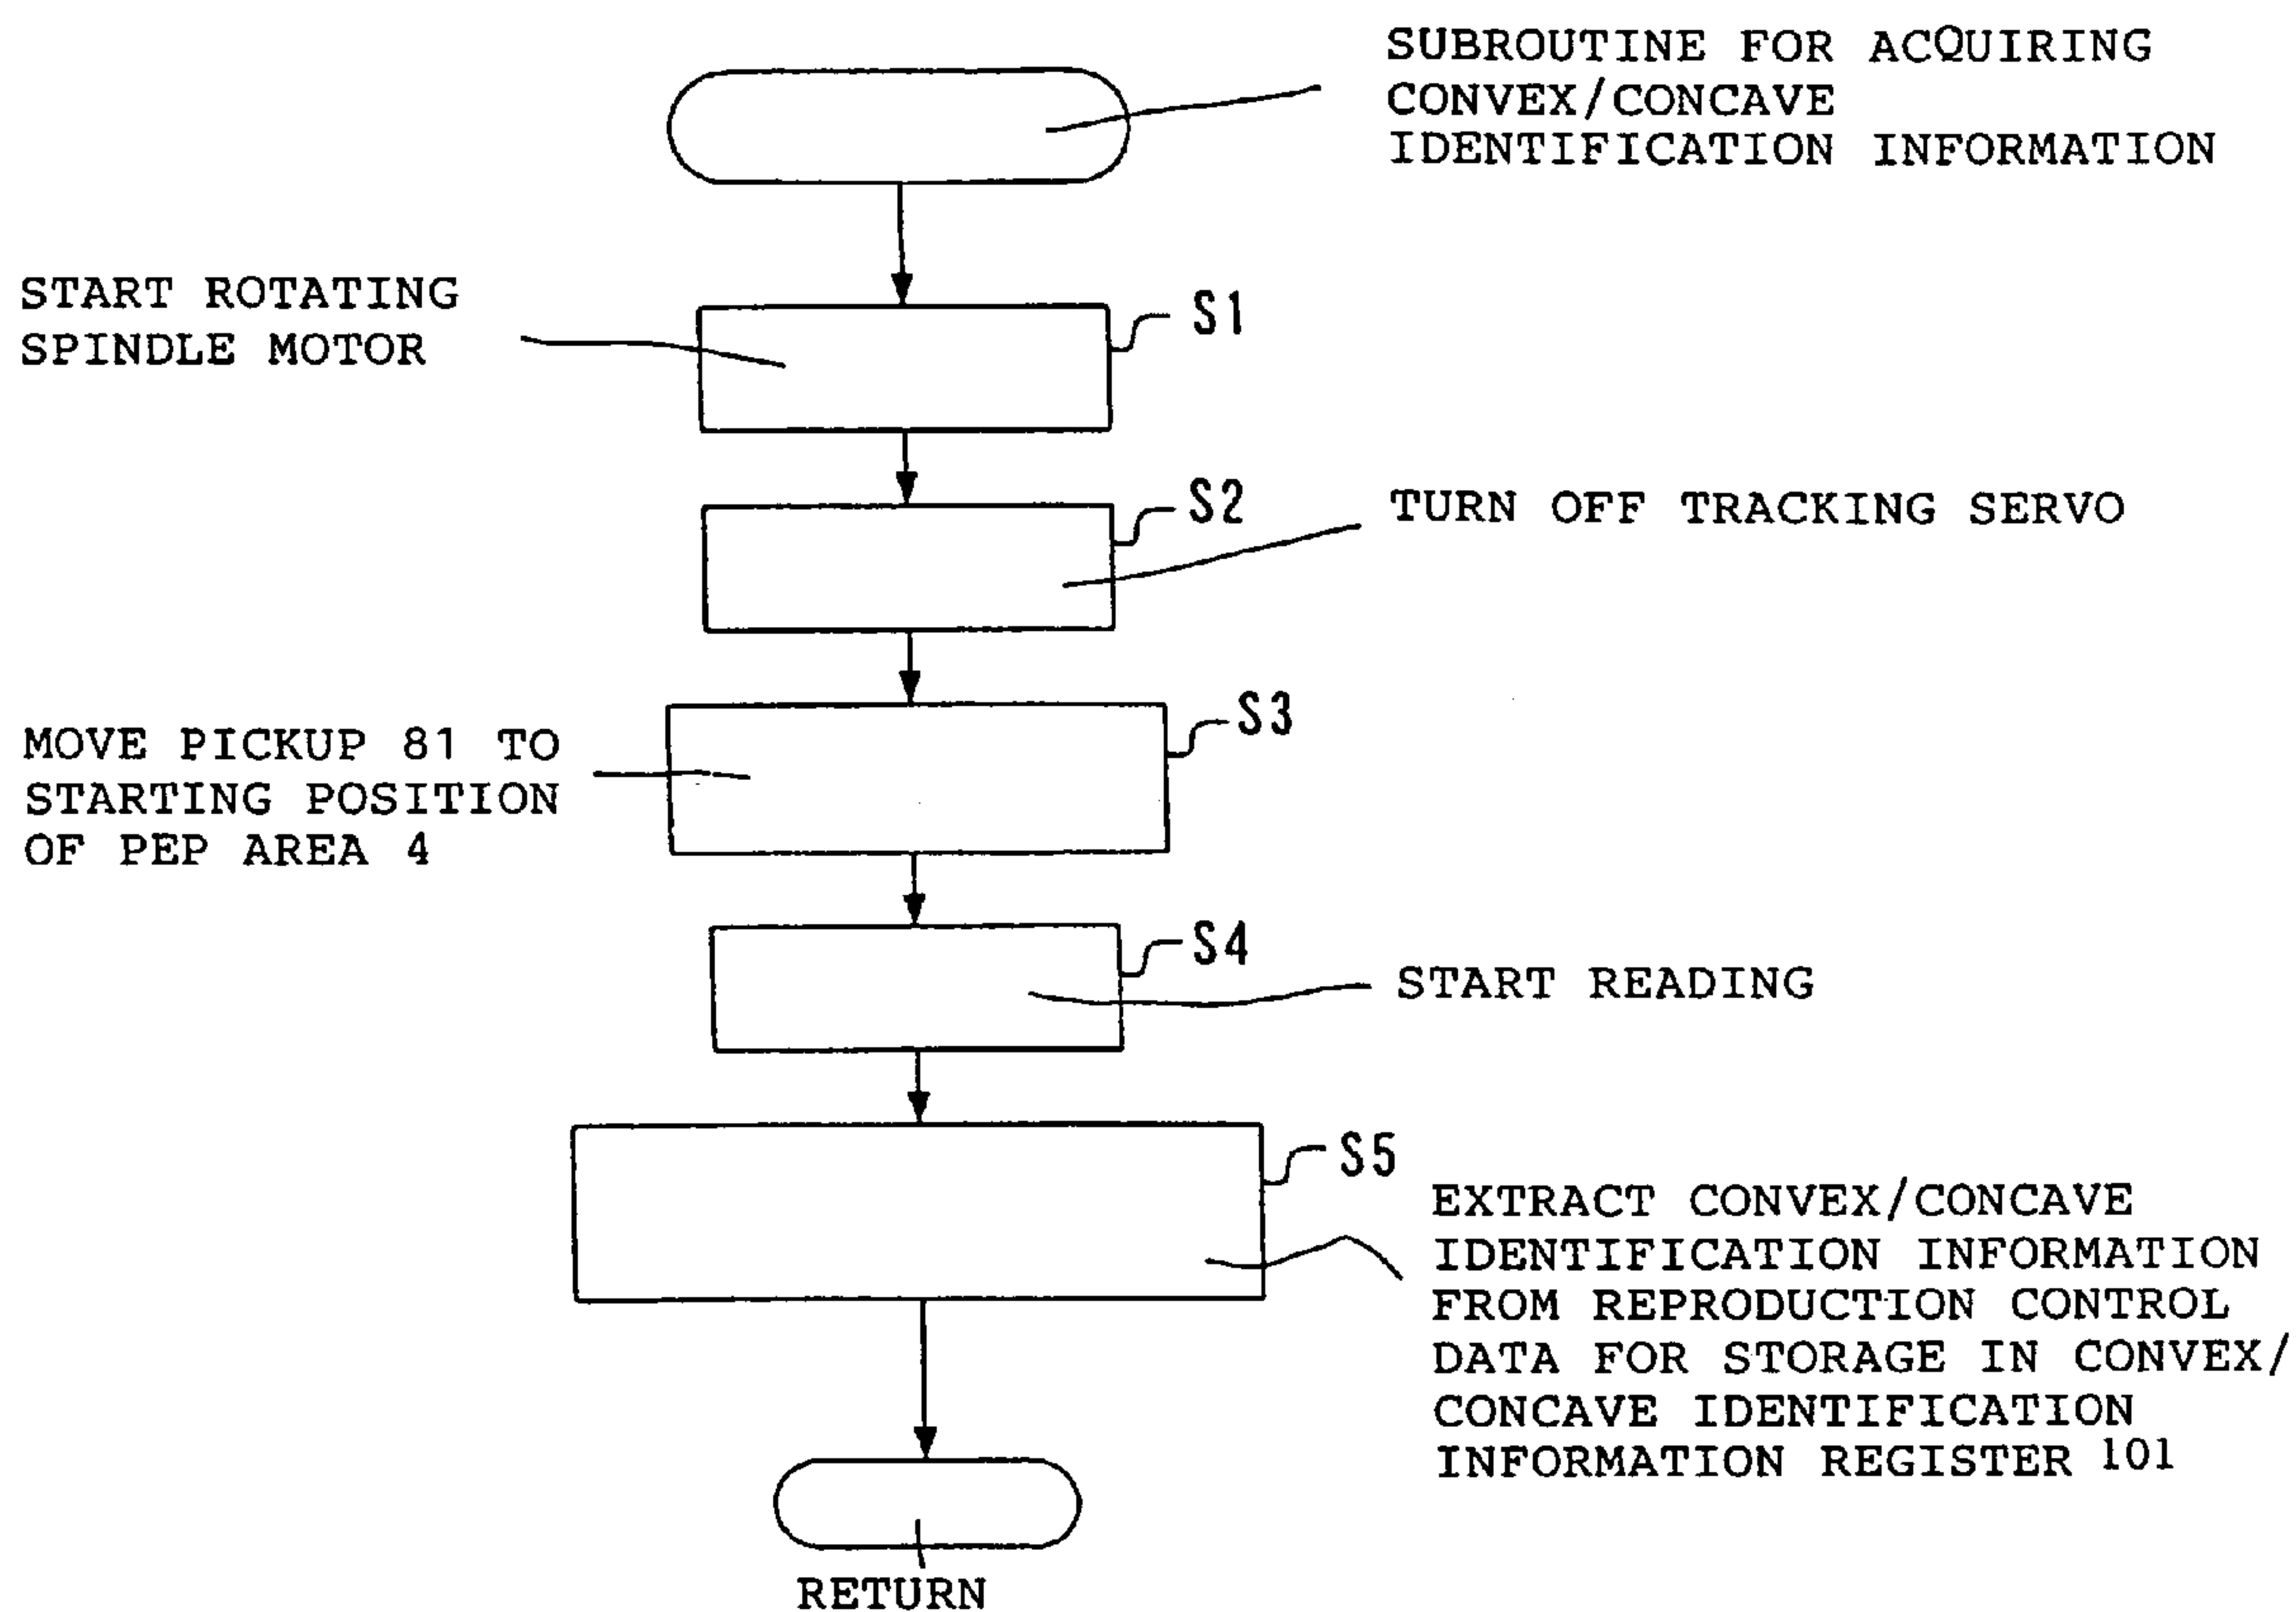 SUBROUTINE FOR ACQUIRING
CONVEX/CONCAVE
IDENTIFICATION INFORMATION
START ROTATING
SPINDLE MOTOR
S1
S2
TURN OFF TRACKING SERVO
S3
MOVE PICKUP 81 TO
STARTING POSITION
OF PEP AREA 4
S4
START READING
S5
EXTRACT CONVEX/CONCAVE
IDENTIFICATION INFORMATION
FROM REPRODUCTION CONTROL
DATA FOR STORAGE IN CONVEX/
CONCAVE IDENTIFICATION
INFORMATION REGISTER 101
RETURN